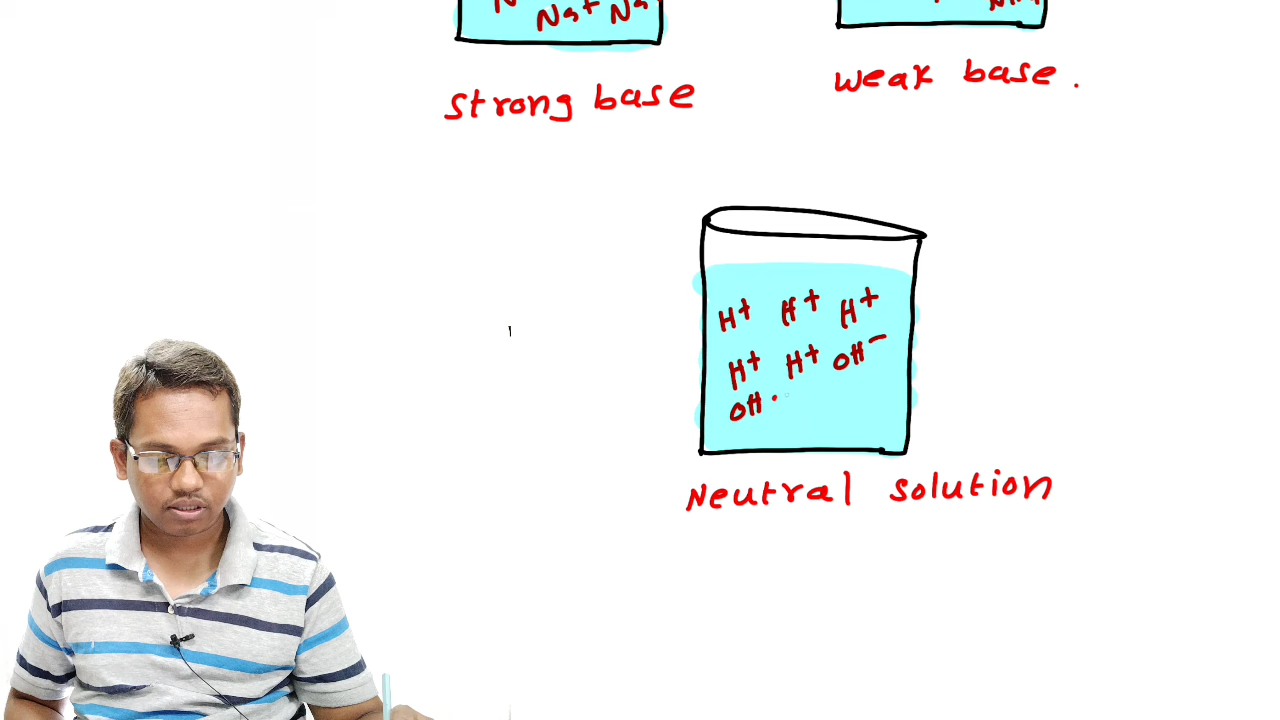 Na+ Na+
strong base
weak base.
H+ H+ H+
H+ H+ OH−
OH
Neutral solution